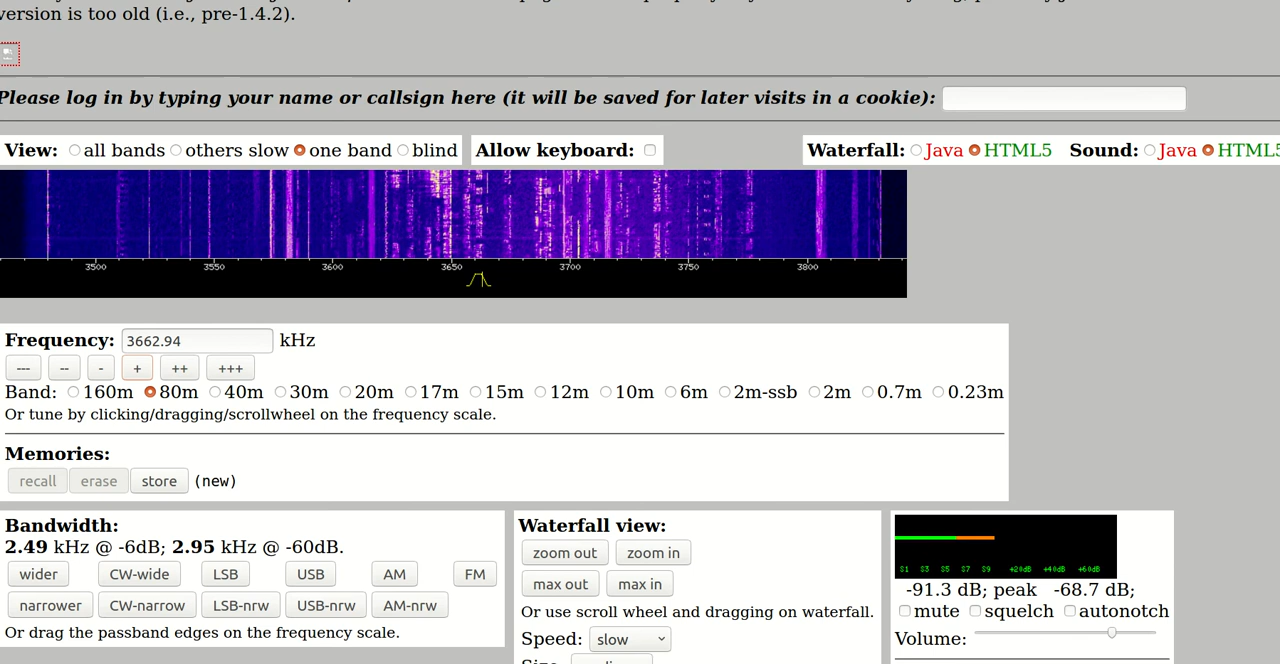 version is too old (i.e., pre-1.4.2).
Please log in by typing your name or callsign here (it will be saved for later visits in a cookie):
View: all bands others slow one band blind Allow keyboard: Waterfall: Java HTML5 Sound: Java HTML5
3500 3550 3600 3650 3700 3750 3800
Frequency: 3662.94 kHz
--- -- - + ++ +++
Band: 160m 80m 40m 30m 20m 17m 15m 12m 10m 6m 2m-ssb 2m 0.7m 0.23m
Or tune by clicking/dragging/scrollwheel on the frequency scale.
Memories:
recall erase store (new)
Bandwidth:
2.49 kHz @ -6dB; 2.95 kHz @ -60dB.
wider CW-wide LSB USB AM FM
narrower CW-narrow LSB-nrw USB-nrw AM-nrw
Or drag the passband edges on the frequency scale.
Waterfall view:
zoom out zoom in
max out max in
Or use scroll wheel and dragging on waterfall.
Speed: slow
S1 S3 S5 S7 S9 +20dB +40dB +60dB
-91.3 dB; peak -68.7 dB;
mute squelch autonotch
Volume: